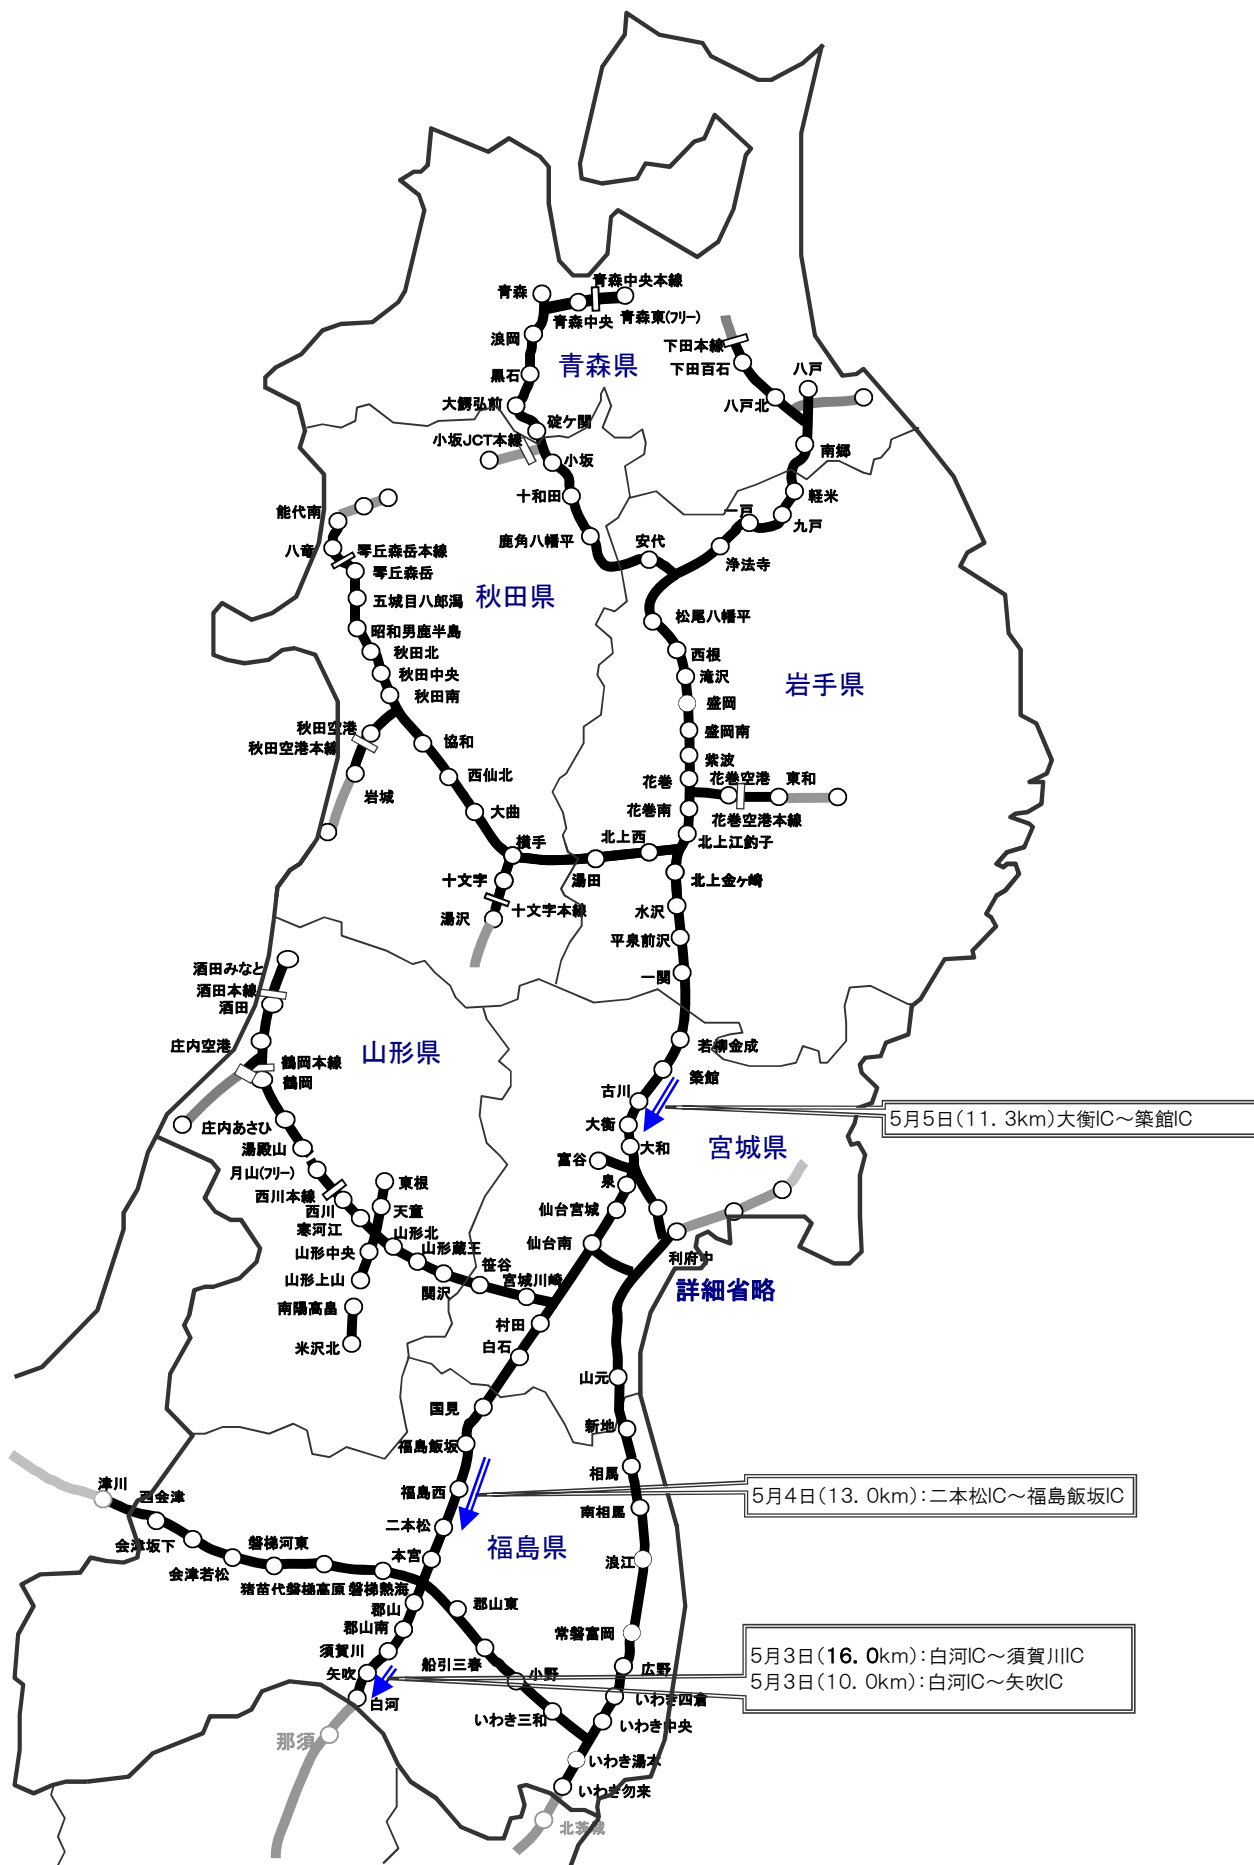 青森中央本線
青森
青森中央
青森東(フリー)
浪岡
下田本線
青森県
下田百石
八戸
黒石
大鰐弘前
八戸北
碇ケ関
小坂JCT本線
南郷
小坂
十和田
軽米
能代南
一戸
九戸
鹿角八幡平
安代
八竜
琴丘森岳本線
浄法寺
琴丘森岳
秋田県
五城目八郎潟
松尾八幡平
昭和男鹿半島
秋田北
西根
秋田中央
滝沢
岩手県
秋田南
盛岡
秋田空港
盛岡南
秋田空港本線
協和
紫波
西仙北
花巻
花巻空港
東和
岩城
大曲
花巻南
花巻空港本線
横手
北上西
北上江釣子
十文字
湯田
北上金ヶ崎
湯沢
十文字本線
水沢
平泉前沢
酒田みなと
一関
酒田本線
酒田
庄内空港
山形県
若柳金成
鶴岡本線
鶴岡
築館
古川
庄内あさひ
大衡
5月5日(11．3km)大衡IC～築館IC
湯殿山
大和
宮城県
月山(フリー)
富谷
東根
泉
西川本線
西川
天童
仙台宮城
寒河江
山形北
仙台南
山形中央
山形蔵王
利府中
山形上山
関沢
笹谷
宮城川崎
詳細省略
南陽高畠
村田
米沢北
白石
山元
国見
新地
福島飯坂
相馬
津川
西会津
福島西
5月4日(13．0km)：二本松IC～福島飯坂IC
南相馬
会津坂下
二本松
磐梯河東
福島県
会津若松
本宮
浪江
猪苗代磐梯高原
磐梯熱海
郡山
郡山東
郡山南
常磐富岡
須賀川
5月3日(16．0km)：白河IC～須賀川IC
船引三春
矢吹
小野
広野
5月3日(10．0km)：白河IC～矢吹IC
白河
いわき四倉
いわき三和
いわき中央
那須
いわき湯本
いわき勿来
北茨城